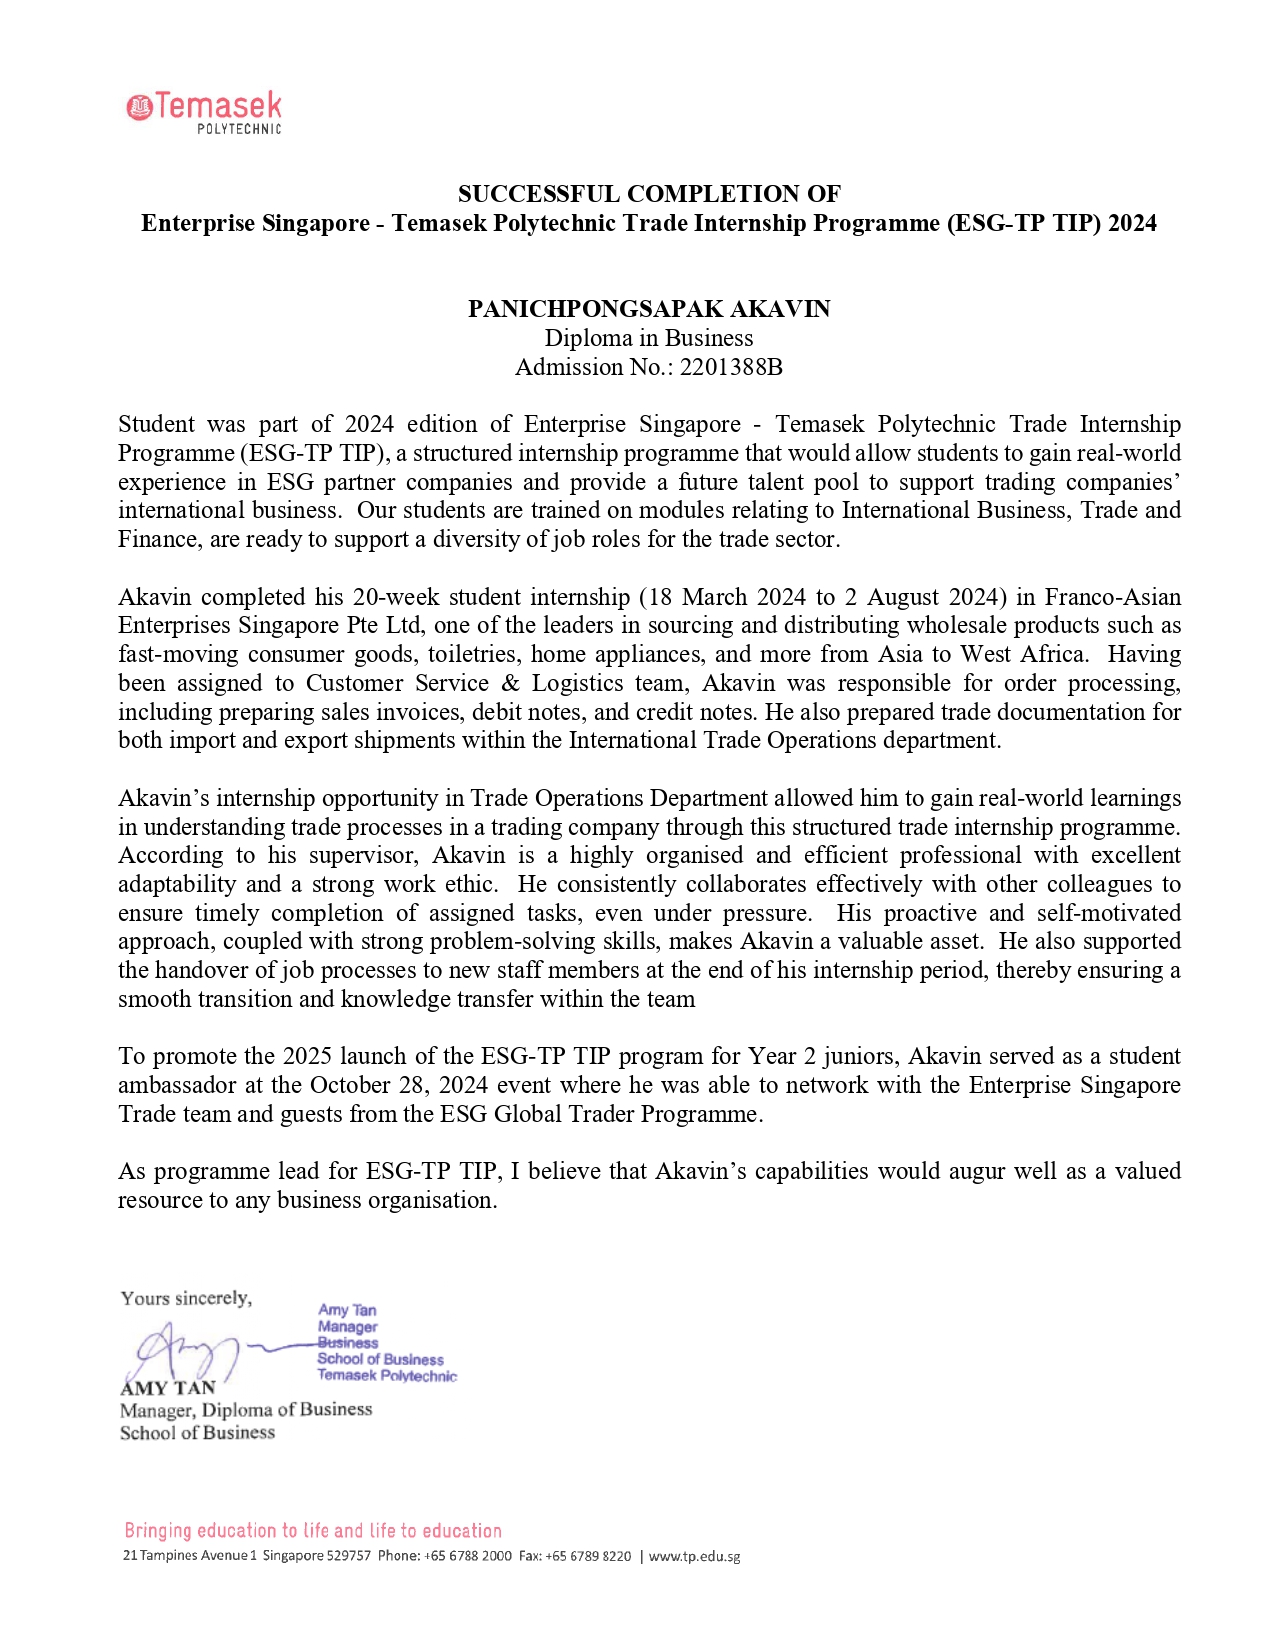 Temasek
POLYTECHNIC
SUCCESSFUL COMPLETION OF
Enterprise Singapore - Temasek Polytechnic Trade Internship Programme (ESG-TP TIP) 2024
PANICHPONGSAPAK AKAVIN
Diploma in Business
Admission No.: 2201388B
Student was part of 2024 edition of Enterprise Singapore - Temasek Polytechnic Trade Internship
Programme (ESG-TP TIP), a structured internship programme that would allow students to gain real-world
experience in ESG partner companies and provide a future talent pool to support trading companies’
international business.  Our students are trained on modules relating to International Business, Trade and
Finance, are ready to support a diversity of job roles for the trade sector.
Akavin completed his 20-week student internship (18 March 2024 to 2 August 2024) in Franco-Asian
Enterprises Singapore Pte Ltd, one of the leaders in sourcing and distributing wholesale products such as
fast-moving consumer goods, toiletries, home appliances, and more from Asia to West Africa.  Having
been assigned to Customer Service & Logistics team, Akavin was responsible for order processing,
including preparing sales invoices, debit notes, and credit notes. He also prepared trade documentation for
both import and export shipments within the International Trade Operations department.
Akavin’s internship opportunity in Trade Operations Department allowed him to gain real-world learnings
in understanding trade processes in a trading company through this structured trade internship programme.
According to his supervisor, Akavin is a highly organised and efficient professional with excellent
adaptability and a strong work ethic.  He consistently collaborates effectively with other colleagues to
ensure timely completion of assigned tasks, even under pressure.  His proactive and self-motivated
approach, coupled with strong problem-solving skills, makes Akavin a valuable asset.  He also supported
the handover of job processes to new staff members at the end of his internship period, thereby ensuring a
smooth transition and knowledge transfer within the team
To promote the 2025 launch of the ESG-TP TIP program for Year 2 juniors, Akavin served as a student
ambassador at the October 28, 2024 event where he was able to network with the Enterprise Singapore
Trade team and guests from the ESG Global Trader Programme.
As programme lead for ESG-TP TIP, I believe that Akavin’s capabilities would augur well as a valued
resource to any business organisation.
Yours sincerely,
Amy Tan
Manager
Business
School of Business
Temasek Polytechnic
AMY TAN
Manager, Diploma of Business
School of Business
Bringing education to life and life to education
21 Tampines Avenue 1 Singapore 529757 Phone: +65 6788 2000 Fax: +65 6789 8220 | www.tp.edu.sg